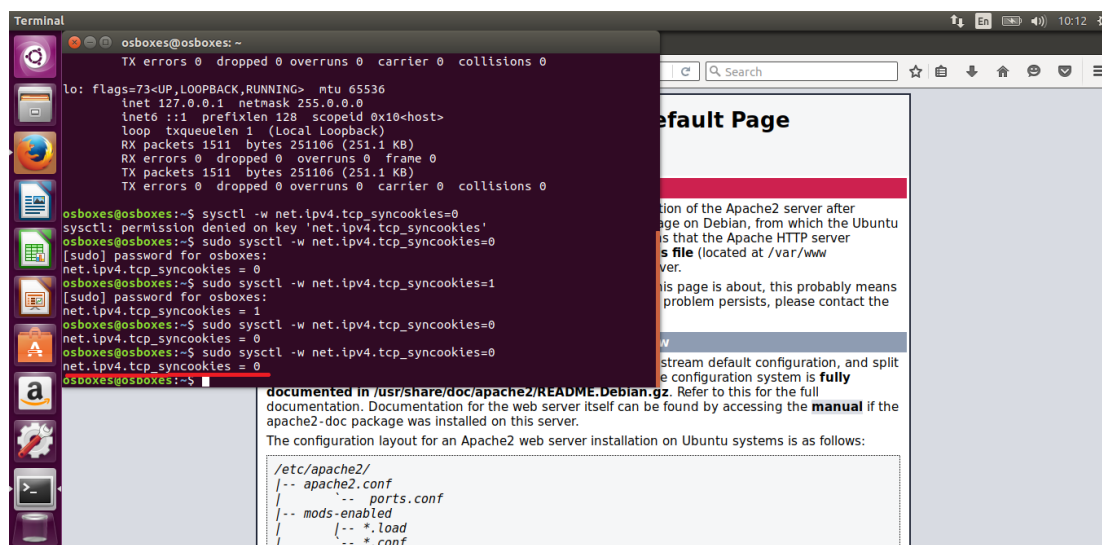 Terminal
En
10:12
osboxes@osboxes: ~
TX errors 0 dropped 0 overruns 0 carrier 0 collisions 0
lo: flags=73<UP,LOOPBACK,RUNNING> mtu 65536
inet 127.0.0.1 netmask 255.0.0.0
inet6 ::1 prefixlen 128 scopeid 0x10<host>
loop txqueuelen 1 (Local Loopback)
RX packets 1511 bytes 251106 (251.1 KB)
RX errors 0 dropped 0 overruns 0 frame 0
TX packets 1511 bytes 251106 (251.1 KB)
TX errors 0 dropped 0 overruns 0 carrier 0 collisions 0
osboxes@osboxes:~$ sysctl -w net.ipv4.tcp_syncookies=0
sysctl: permission denied on key 'net.ipv4.tcp_syncookies'
osboxes@osboxes:~$ sudo sysctl -w net.ipv4.tcp_syncookies=0
[sudo] password for osboxes:
net.ipv4.tcp_syncookies = 0
osboxes@osboxes:~$ sudo sysctl -w net.ipv4.tcp_syncookies=1
[sudo] password for osboxes:
net.ipv4.tcp_syncookies = 1
osboxes@osboxes:~$ sudo sysctl -w net.ipv4.tcp_syncookies=0
net.ipv4.tcp_syncookies = 0
osboxes@osboxes:~$ sudo sysctl -w net.ipv4.tcp_syncookies=0
net.ipv4.tcp_syncookies = 0
osboxes@osboxes:~$
Search
efault Page
tion of the Apache2 server after
age on Debian, from which the Ubuntu
s that the Apache HTTP server
s file (located at /var/www
ver.
his page is about, this probably means
problem persists, please contact the
w
stream default configuration, and split
e configuration system is fully
documented in /usr/share/doc/apache2/README.Debian.gz. Refer to this for the full
documentation. Documentation for the web server itself can be found by accessing the manual if the
apache2-doc package was installed on this server.
The configuration layout for an Apache2 web server installation on Ubuntu systems is as follows:
/etc/apache2/
|-- apache2.conf
| `-- ports.conf
|-- mods-enabled
| |-- *.load
| `-- *.conf